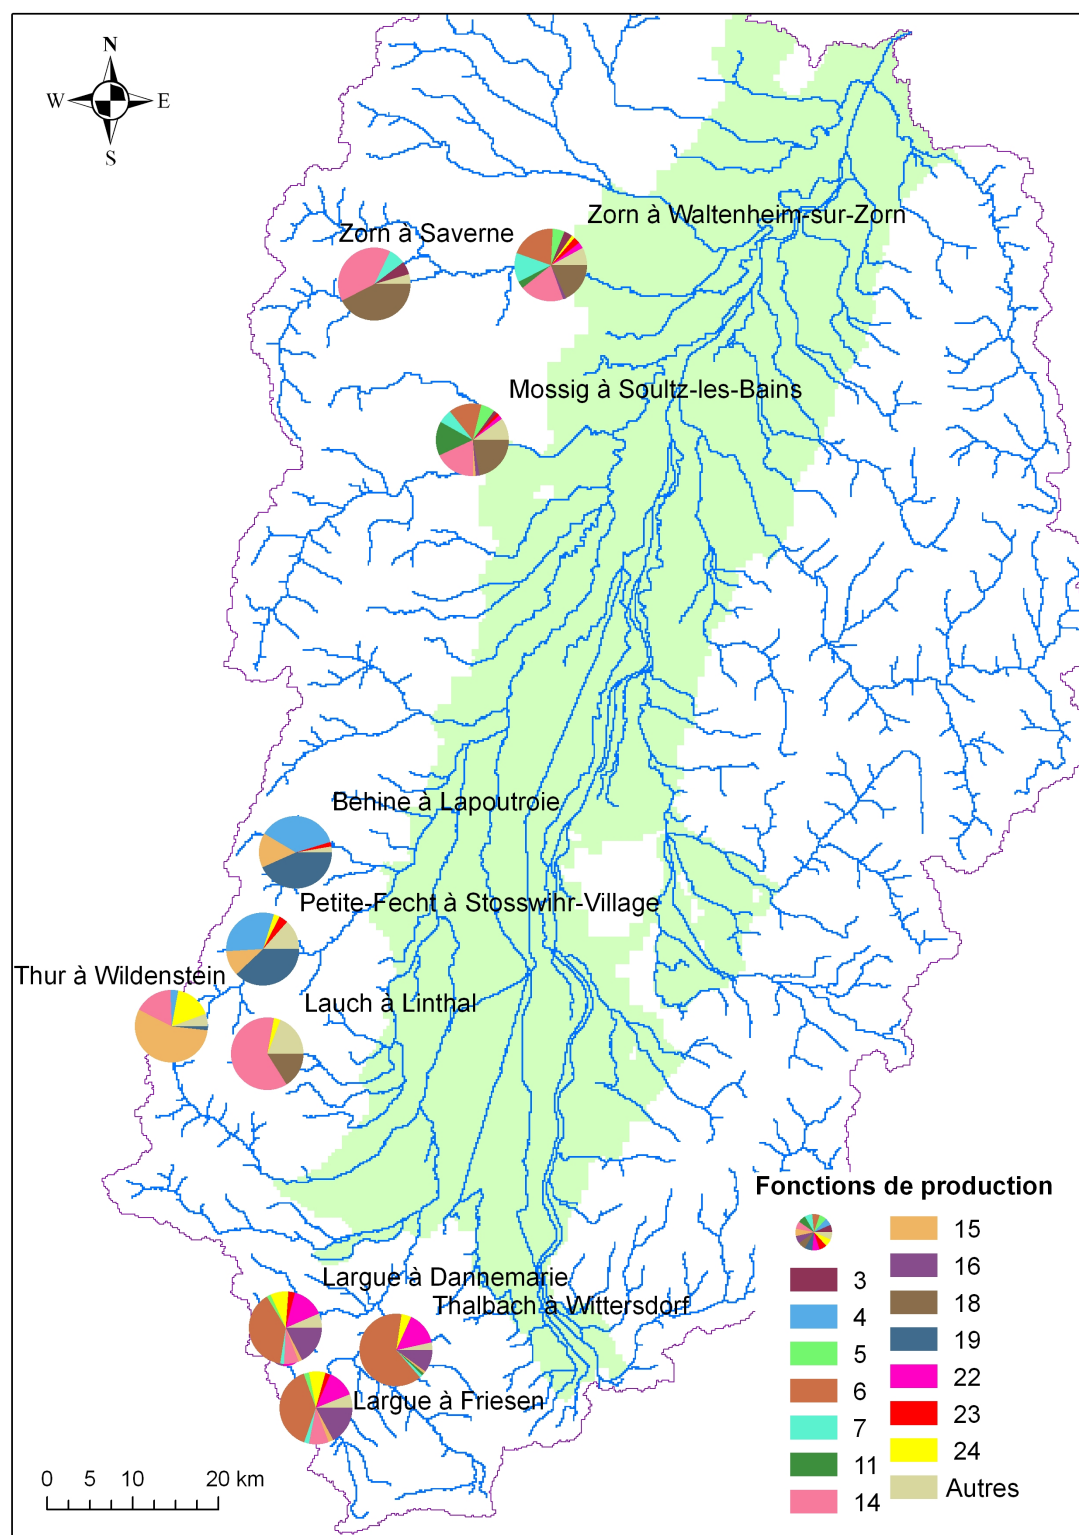 N
W E
S
Zorn à Waltenheim-sur-Zorn
Zorn à Saverne
Mossig à Soultz-les-Bains
Behine à Lapoutroie
Petite-Fecht à Stosswihr-Village
Thur à Wildenstein
Lauch à Linthal
Fonctions de production
3
4
5
6
7
11
14
15
16
18
19
22
23
24
Autres
Largue à Dannemarie
Thalbach à Wittersdorf
Largue à Friesen
0 5 10 20 km